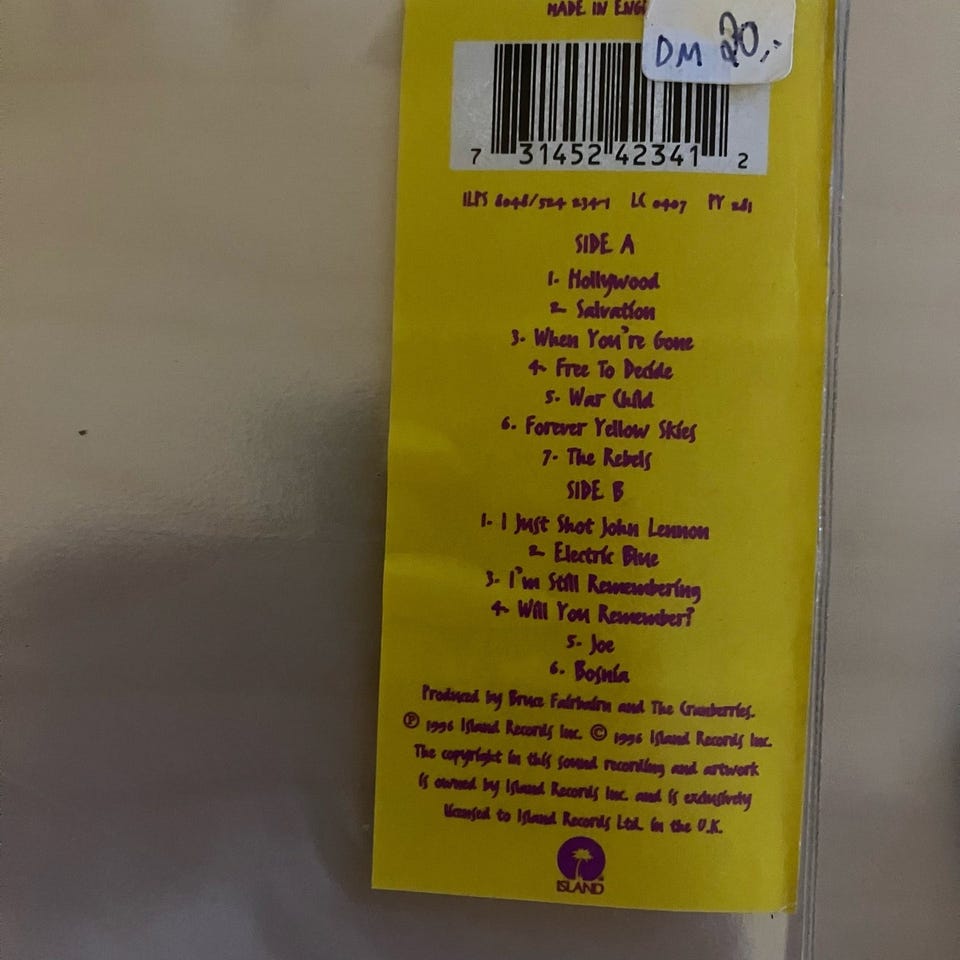 MADE IN ENG
DM 20,-
7 31452 42341 2
ILPS 8048/524 234-1 LC 0407 PY 281
SIDE A
1- Hollywood
2- Salvation
3- When You're Gone
4- Free To Decide
5- War Child
6- Forever Yellow Skies
7- The Rebels
SIDE B
1- I Just Shot John Lennon
2- Electric Blue
3- I'm Still Remembering
4- Will You Remember?
5- Joe
6- Bosnia
Produced by Bruce Fairbairn and The Cranberries.
℗ 1996 Island Records Inc. © 1996 Island Records Inc.
The copyright in this sound recording and artwork
is owned by Island Records Inc. and is exclusively
licensed to Island Records Ltd. in the U.K.
ISLAND